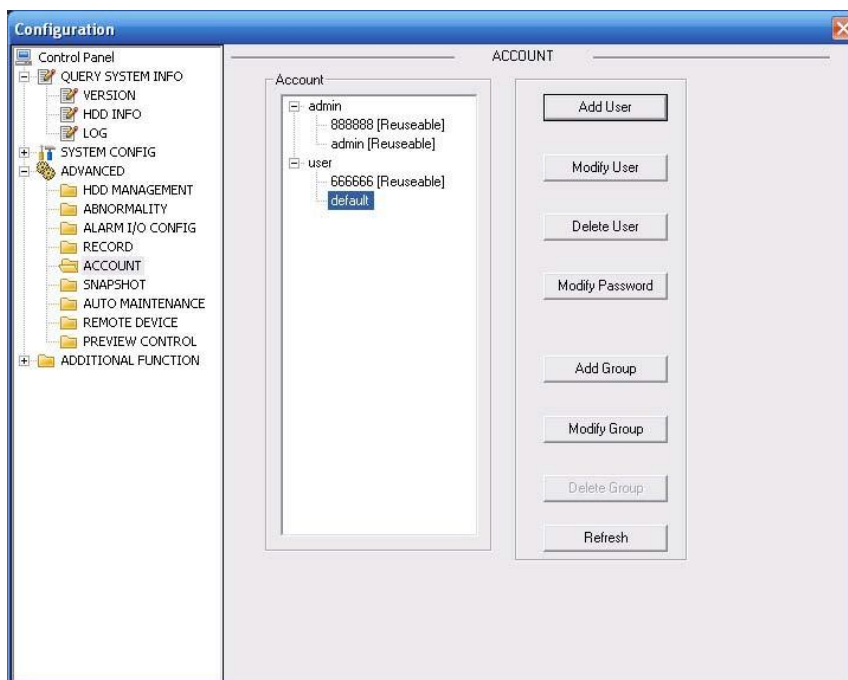 Configuration
Control Panel
QUERY SYSTEM INFO
VERSION
HDD INFO
LOG
SYSTEM CONFIG
ADVANCED
HDD MANAGEMENT
ABNORMALITY
ALARM I/O CONFIG
RECORD
ACCOUNT
SNAPSHOT
AUTO MAINTENANCE
REMOTE DEVICE
PREVIEW CONTROL
ADDITIONAL FUNCTION
ACCOUNT
Account
admin
888888 [Reuseable]
admin [Reuseable]
user
666666 [Reuseable]
default
Add User
Modify User
Delete User
Modify Password
Add Group
Modify Group
Delete Group
Refresh